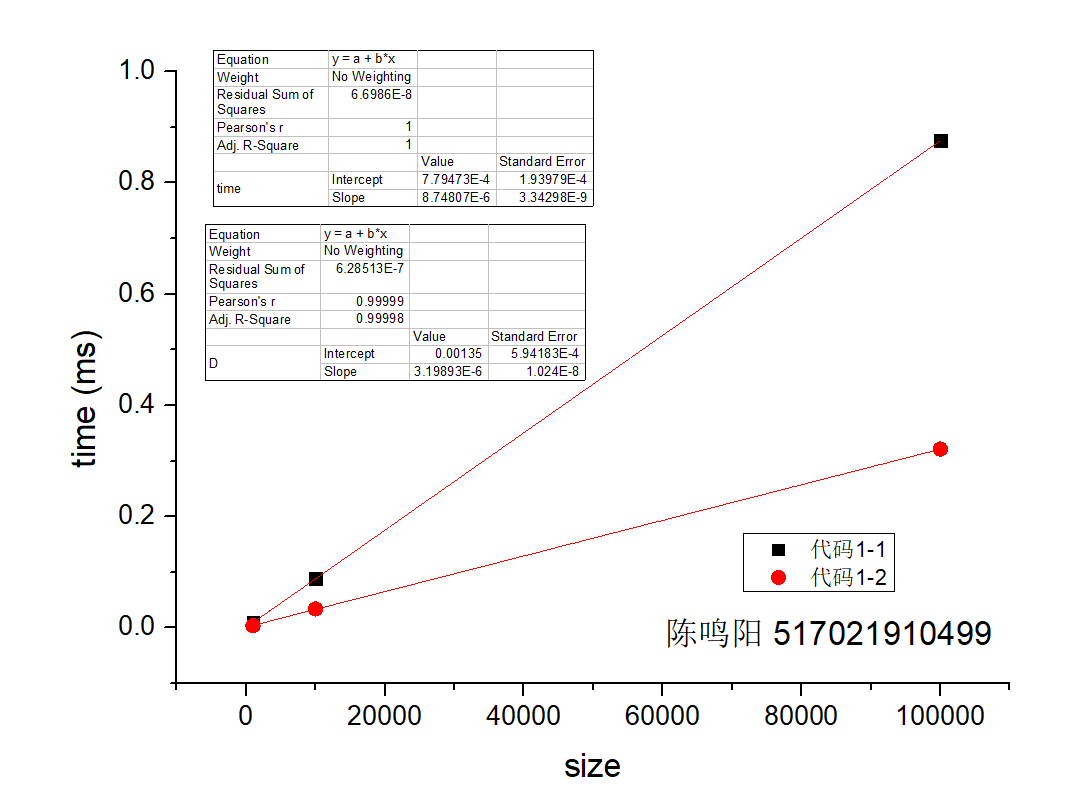 Equation y = a + b*x
Weight No Weighting
Residual Sum of Squares 6.6986E-8
Pearson's r 1
Adj. R-Square 1
Value Standard Error
time Intercept 7.79473E-4 1.93979E-4
Slope 8.74807E-6 3.34298E-9
Equation y = a + b*x
Weight No Weighting
Residual Sum of Squares 6.28513E-7
Pearson's r 0.99999
Adj. R-Square 0.99998
Value Standard Error
D Intercept 0.00135 5.94183E-4
Slope 3.19893E-6 1.024E-8
1.0
0.8
0.6
0.4
0.2
0.0
time (ms)
代码1-1
代码1-2
陈鸣阳 517021910499
0 20000 40000 60000 80000 100000
size